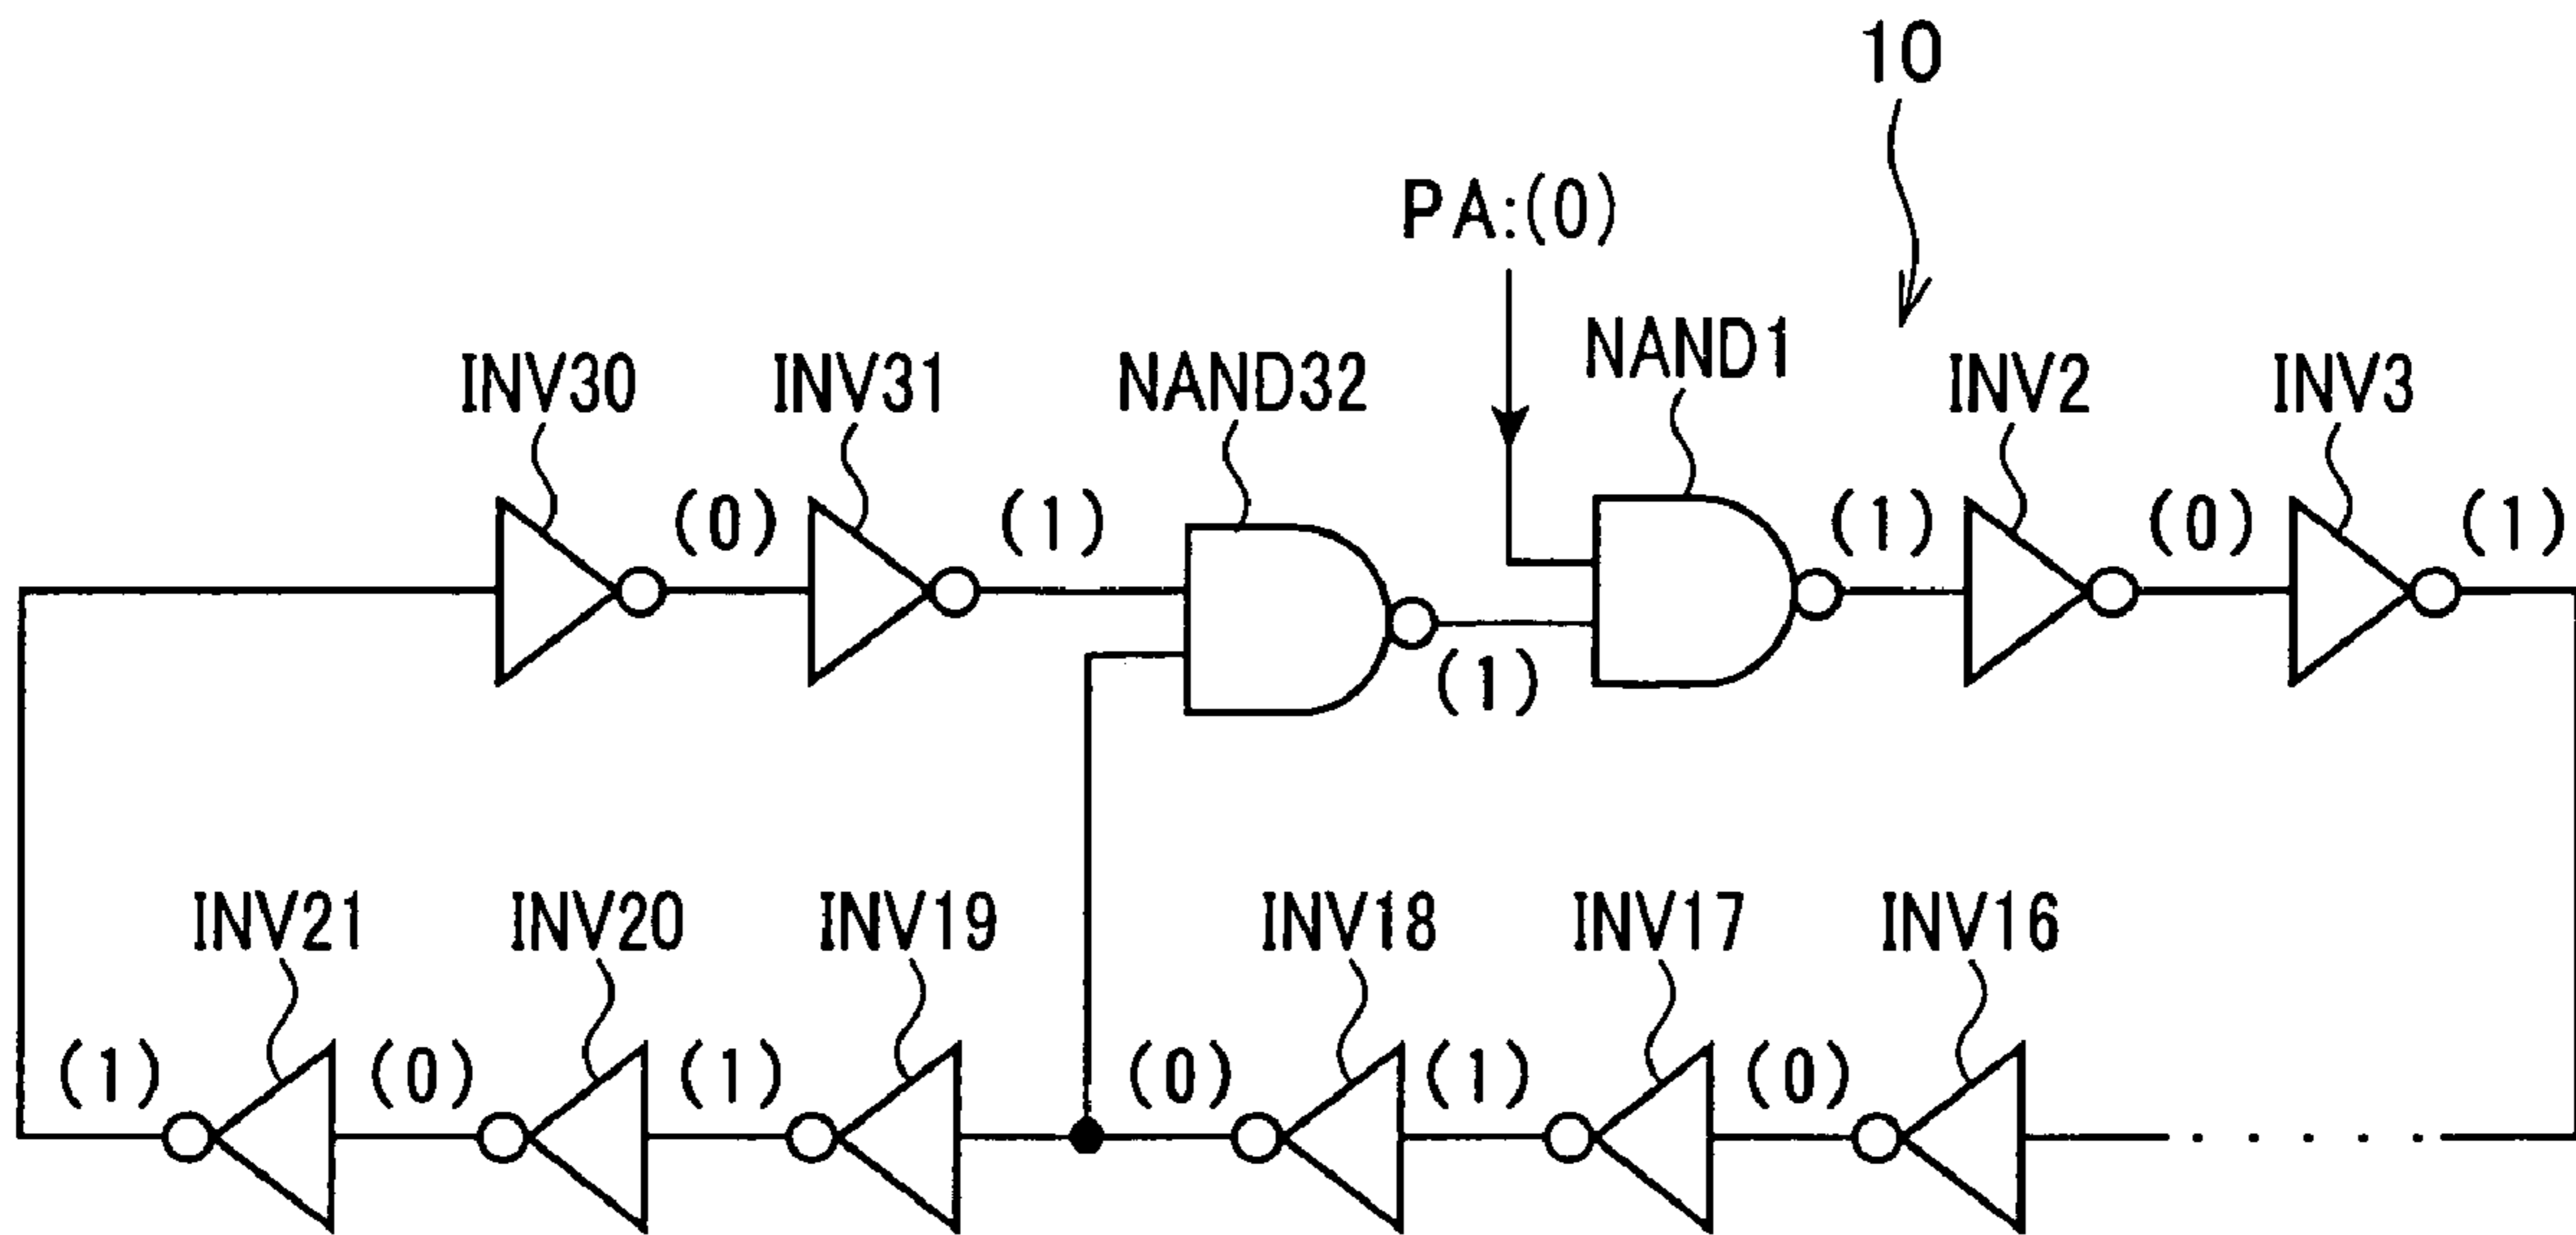 10
PA:(0)
INV30
INV31
NAND32
NAND1
INV2
INV3
(0)
(1)
(1)
(1)
(0)
(1)
INV21
INV20
INV19
INV18
INV17
INV16
(1)
(0)
(1)
(0)
(1)
(0)